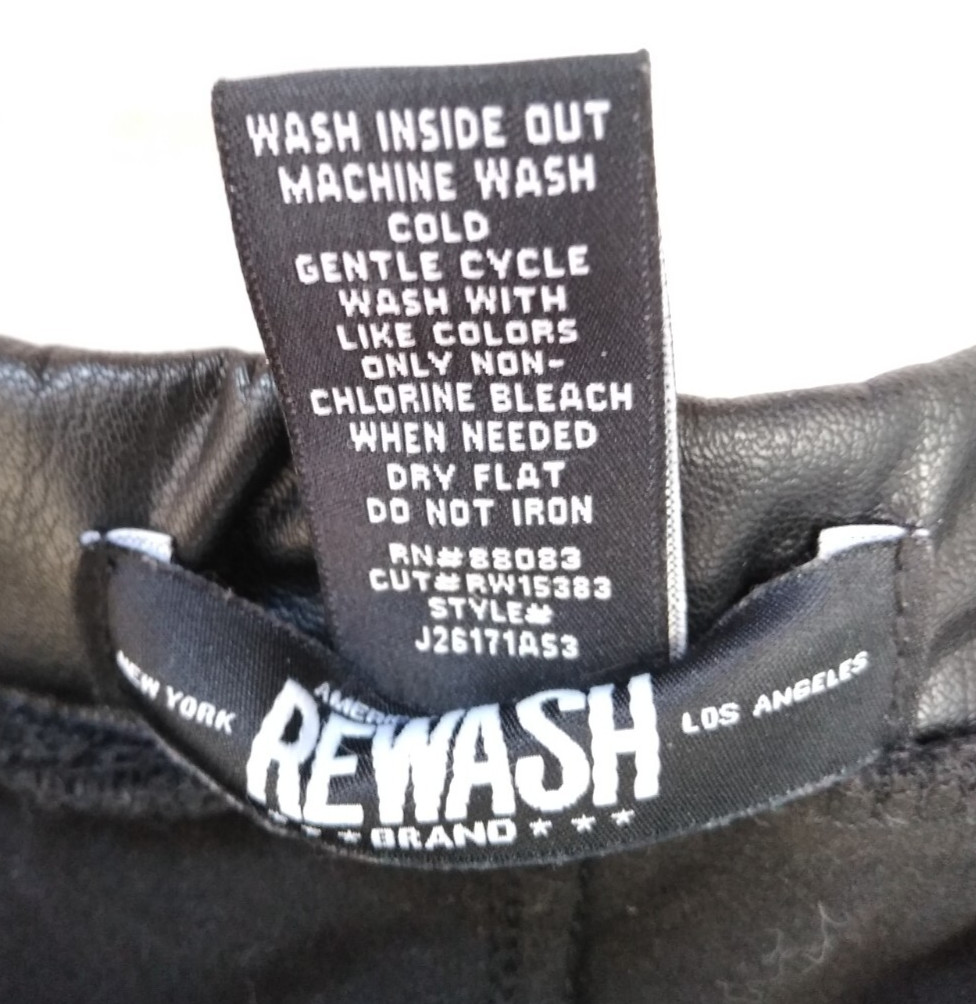 WASH INSIDE OUT
MACHINE WASH
COLD
GENTLE CYCLE
WASH WITH
LIKE COLORS
ONLY NON-
CHLORINE BLEACH
WHEN NEEDED
DRY FLAT
DO NOT IRON
RN#88083
CUT#RW15383
STYLE#
J26171AS3
NEW YORK
REWASH
LOS ANGELES
BRAND